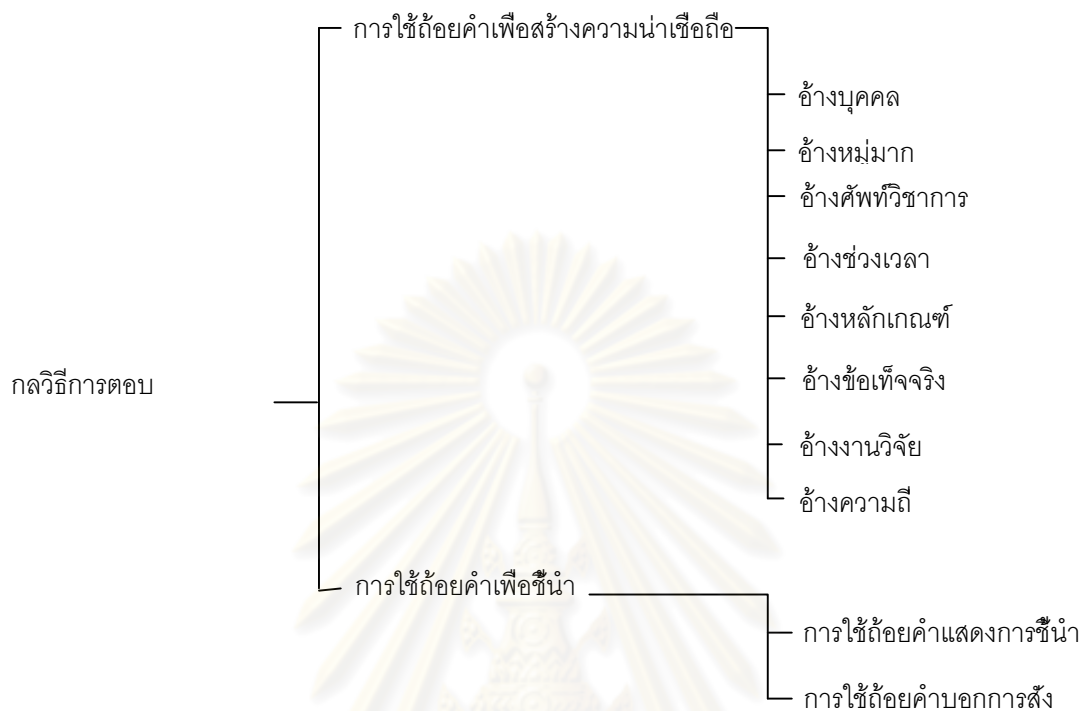 การใช้ถ้อยคำเพื่อสร้างความน่าเชื่อถือ
อ้างบุคคล
อ้างหมู่มาก
อ้างศัพท์วิชาการ
อ้างช่วงเวลา
อ้างหลักเกณฑ์
กลวิธีการตอบ
อ้างข้อเท็จจริง
อ้างงานวิจัย
อ้างความถี่
การใช้ถ้อยคำเพื่อชี้นำ
การใช้ถ้อยคำแสดงการชี้นำ
การใช้ถ้อยคำบอกการสั่ง